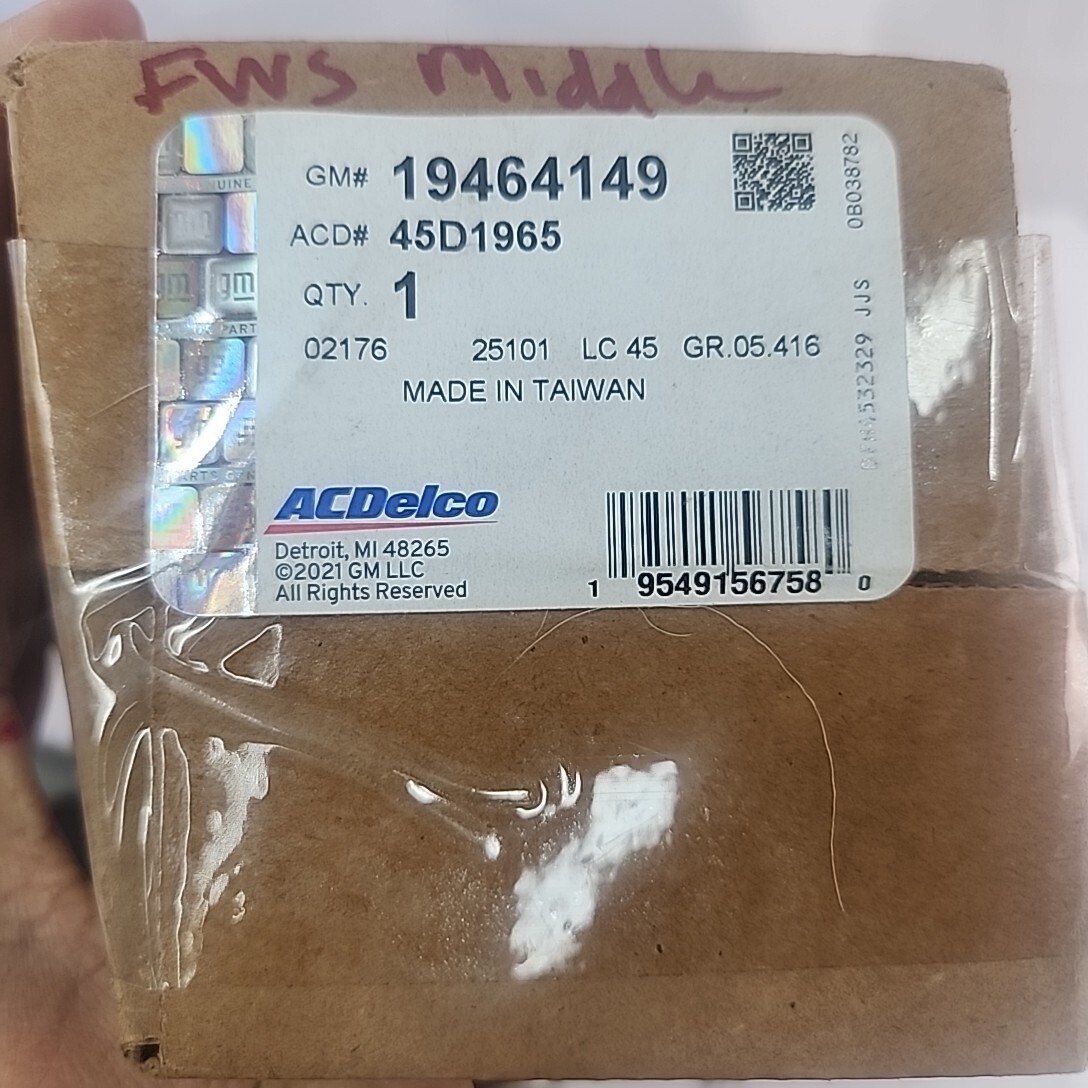 FWS Middle
GM# 19464149
ACD# 45D1965
QTY. 1
02176 25101 LC 45 GR.05.416
MADE IN TAIWAN
ACDelco
Detroit, MI 48265
©2021 GM LLC
All Rights Reserved
1 9549156758 0
0B038782
JJS
gm